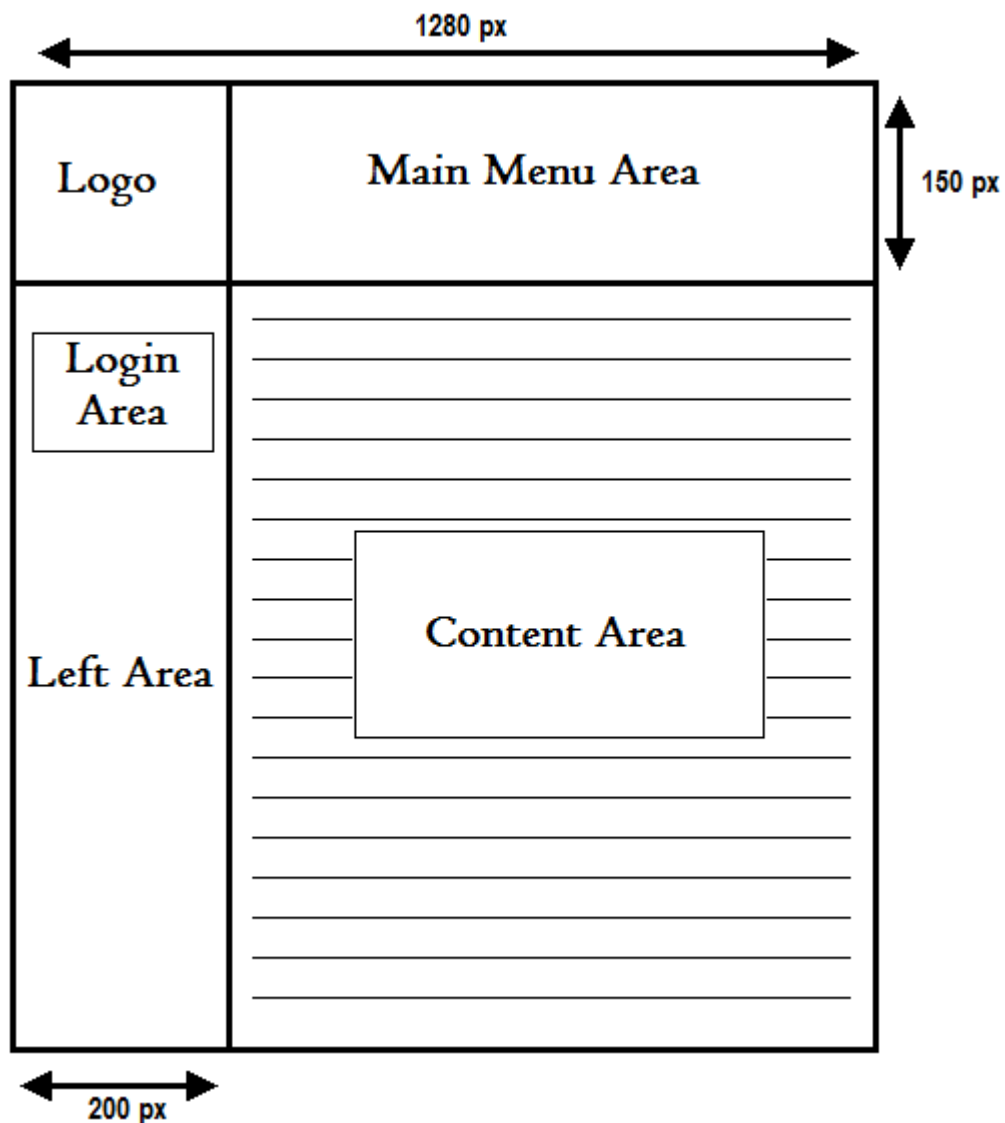 1280 px
Logo
Main Menu Area
150 px
Login
Area
Content Area
Left Area
200 px